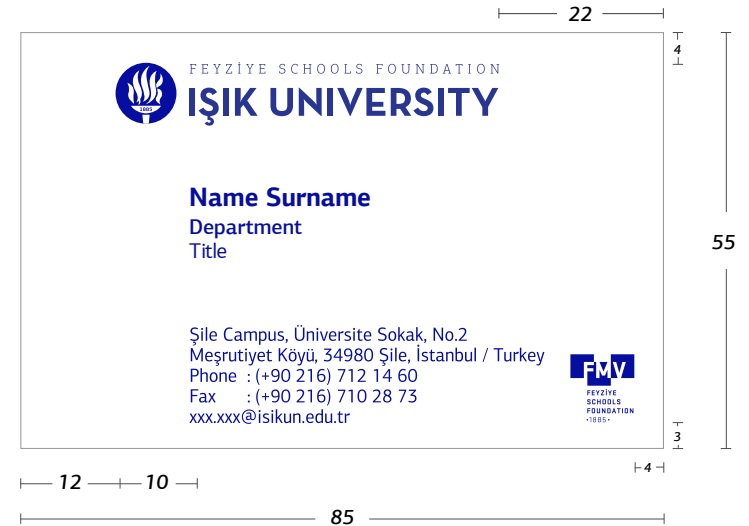 22
4
FEYZİYE SCHOOLS FOUNDATION
IŞIK UNIVERSITY
1885
Name Surname
Department
Title
55
Şile Campus, Üniversite Sokak, No.2
Meşrutiyet Köyü, 34980 Şile, İstanbul / Turkey
Phone : (+90 216) 712 14 60
Fax : (+90 216) 710 28 73
xxx.xxx@isikun.edu.tr
FMV
FEYZİYE
SCHOOLS
FOUNDATION
·1885·
3
4
12
10
85